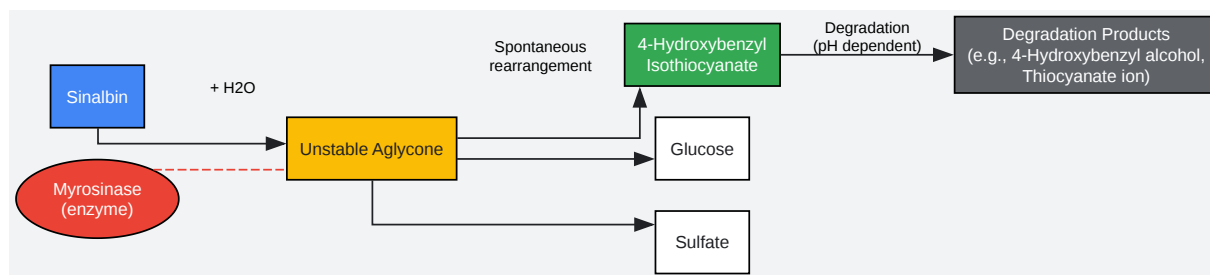 Sinalbin
+ H2O
Myrosinase
(enzyme)
Unstable Aglycone
Spontaneous
rearrangement
4-Hydroxybenzyl
Isothiocyanate
Glucose
Sulfate
Degradation
(pH dependent)
Degradation Products
(e.g., 4-Hydroxybenzyl alcohol,
Thiocyanate ion)